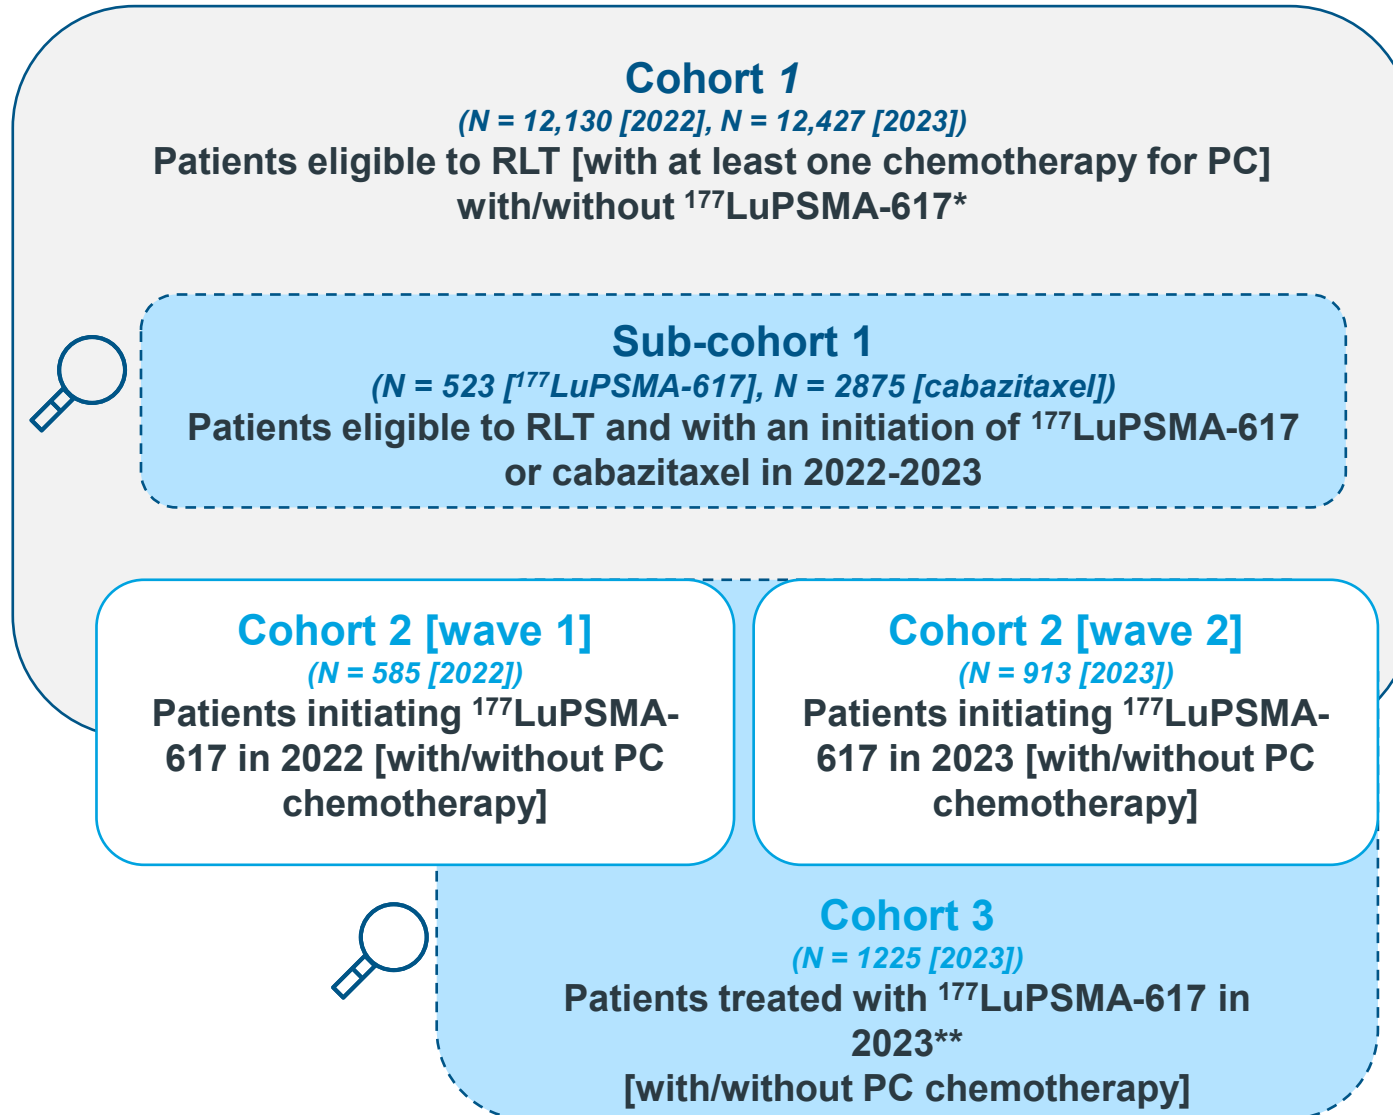 Cohort 1
(N = 12,130 [2022], N = 12,427 [2023])
Patients eligible to RLT [with at least one chemotherapy for PC]
with/without ¹⁷⁷LuPSMA-617*
Sub-cohort 1
(N = 523 [¹⁷⁷LuPSMA-617], N = 2875 [cabazitaxel])
Patients eligible to RLT and with an initiation of ¹⁷⁷LuPSMA-617
or cabazitaxel in 2022-2023
Cohort 2 [wave 1]
(N = 585 [2022])
Patients initiating ¹⁷⁷LuPSMA-
617 in 2022 [with/without PC
chemotherapy]
Cohort 2 [wave 2]
(N = 913 [2023])
Patients initiating ¹⁷⁷LuPSMA-
617 in 2023 [with/without PC
chemotherapy]
Cohort 3
(N = 1225 [2023])
Patients treated with ¹⁷⁷LuPSMA-617 in
2023**
[with/without PC chemotherapy]